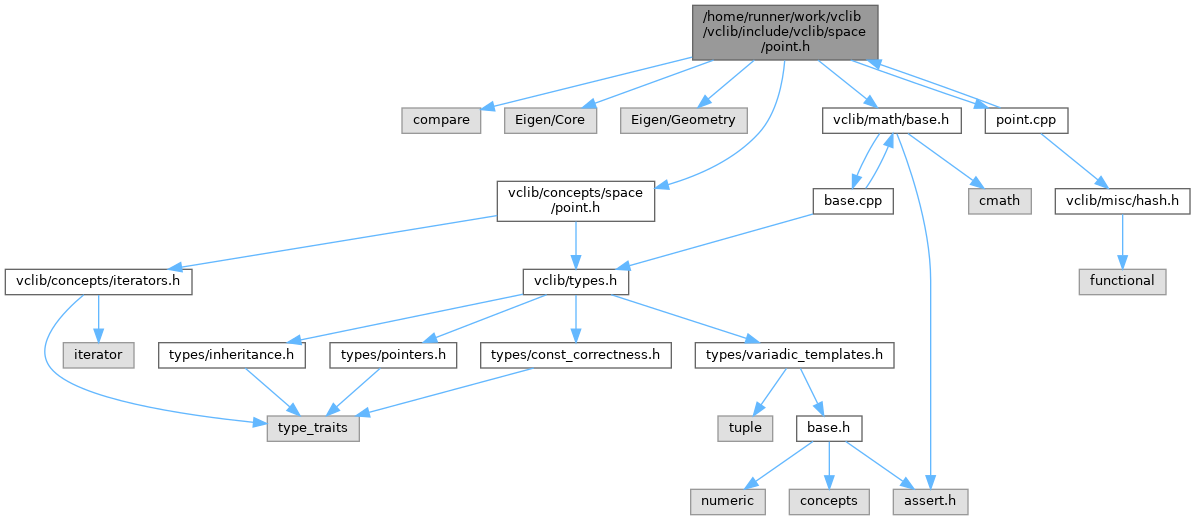 /home/runner/work/vclib
/vclib/include/vclib/space
/point.h
compare
Eigen/Core
Eigen/Geometry
vclib/math/base.h
point.cpp
vclib/concepts/space
/point.h
base.cpp
cmath
vclib/misc/hash.h
vclib/concepts/iterators.h
vclib/types.h
functional
iterator
types/inheritance.h
types/pointers.h
types/const_correctness.h
types/variadic_templates.h
type_traits
tuple
base.h
numeric
concepts
assert.h